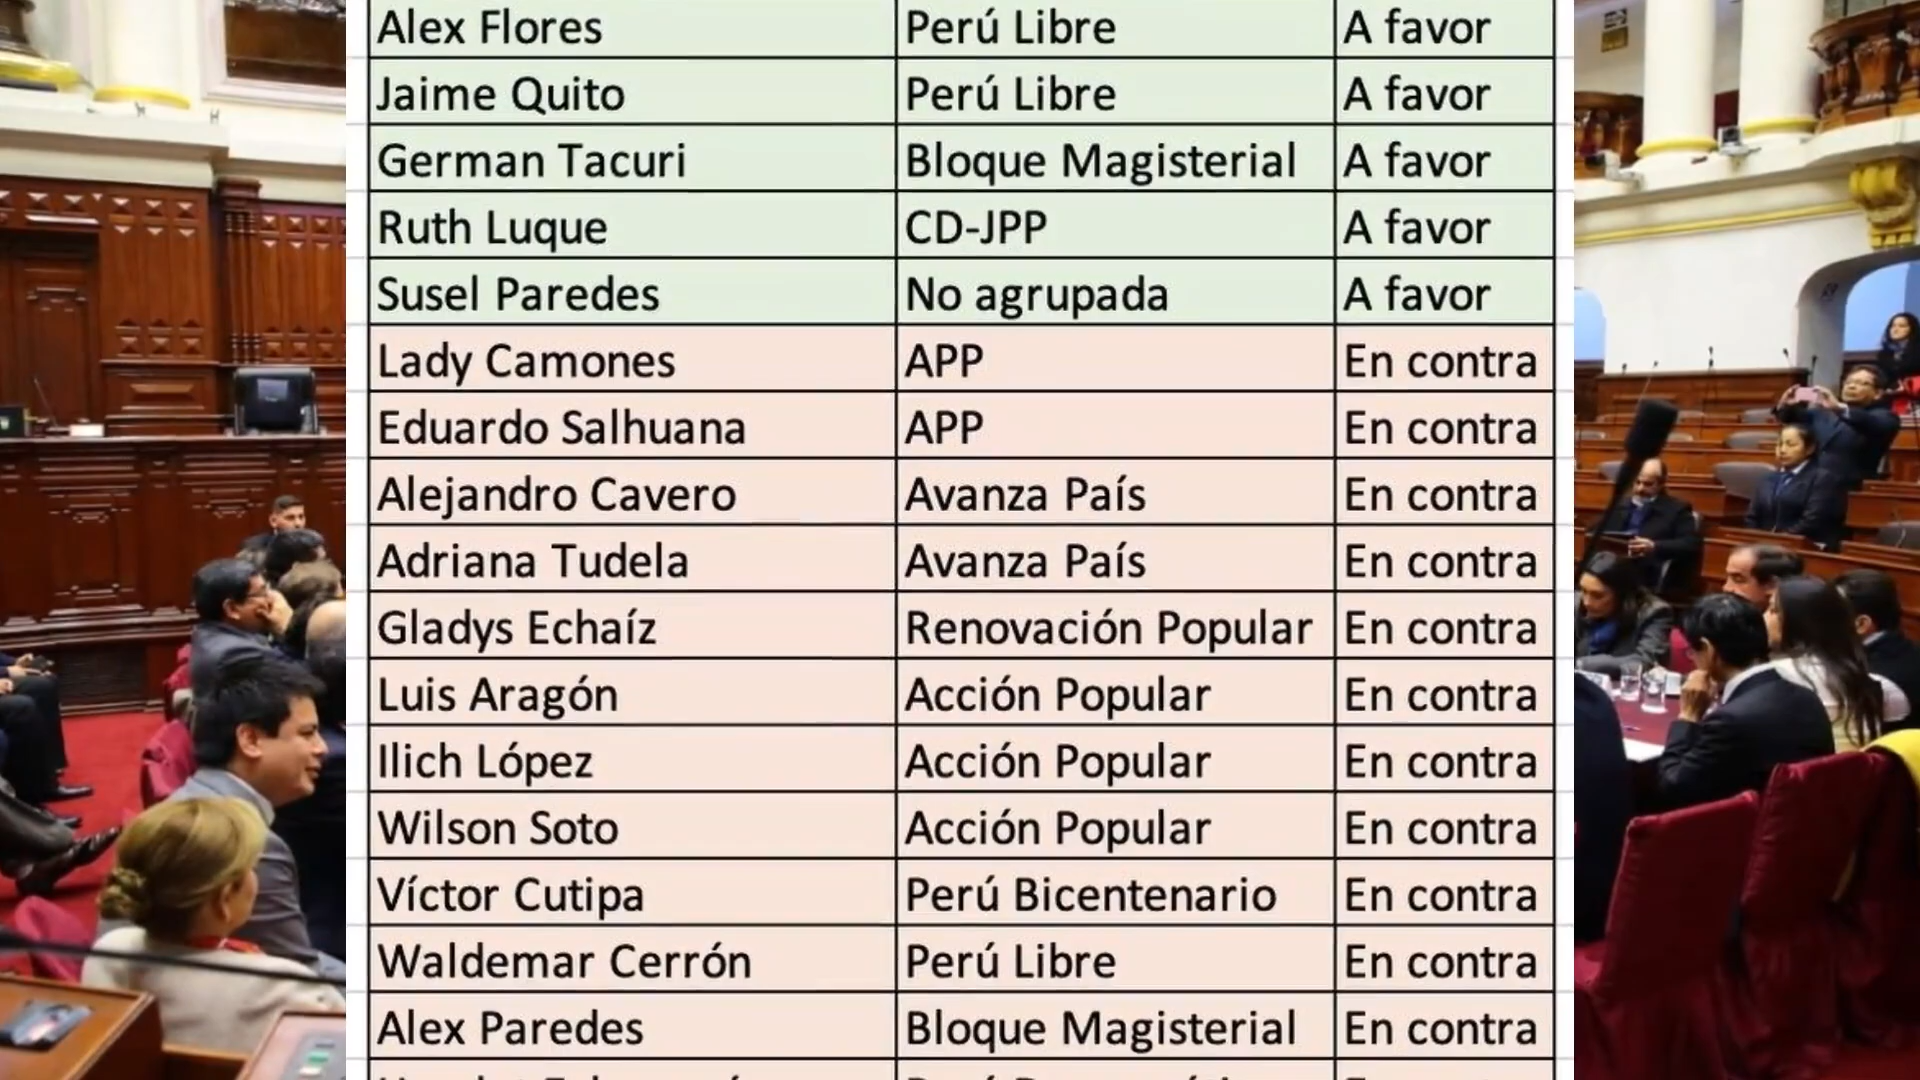 Alex Flores Perú Libre A favor
Jaime Quito Perú Libre A favor
German Tacuri Bloque Magisterial A favor
Ruth Luque CD-JPP A favor
Susel Paredes No agrupada A favor
Lady Camones APP En contra
Eduardo Salhuana APP En contra
Alejandro Cavero Avanza País En contra
Adriana Tudela Avanza País En contra
Gladys Echaíz Renovación Popular En contra
Luis Aragón Acción Popular En contra
Ilich López Acción Popular En contra
Wilson Soto Acción Popular En contra
Víctor Cutipa Perú Bicentenario En contra
Waldemar Cerrón Perú Libre En contra
Alex Paredes Bloque Magisterial En contra